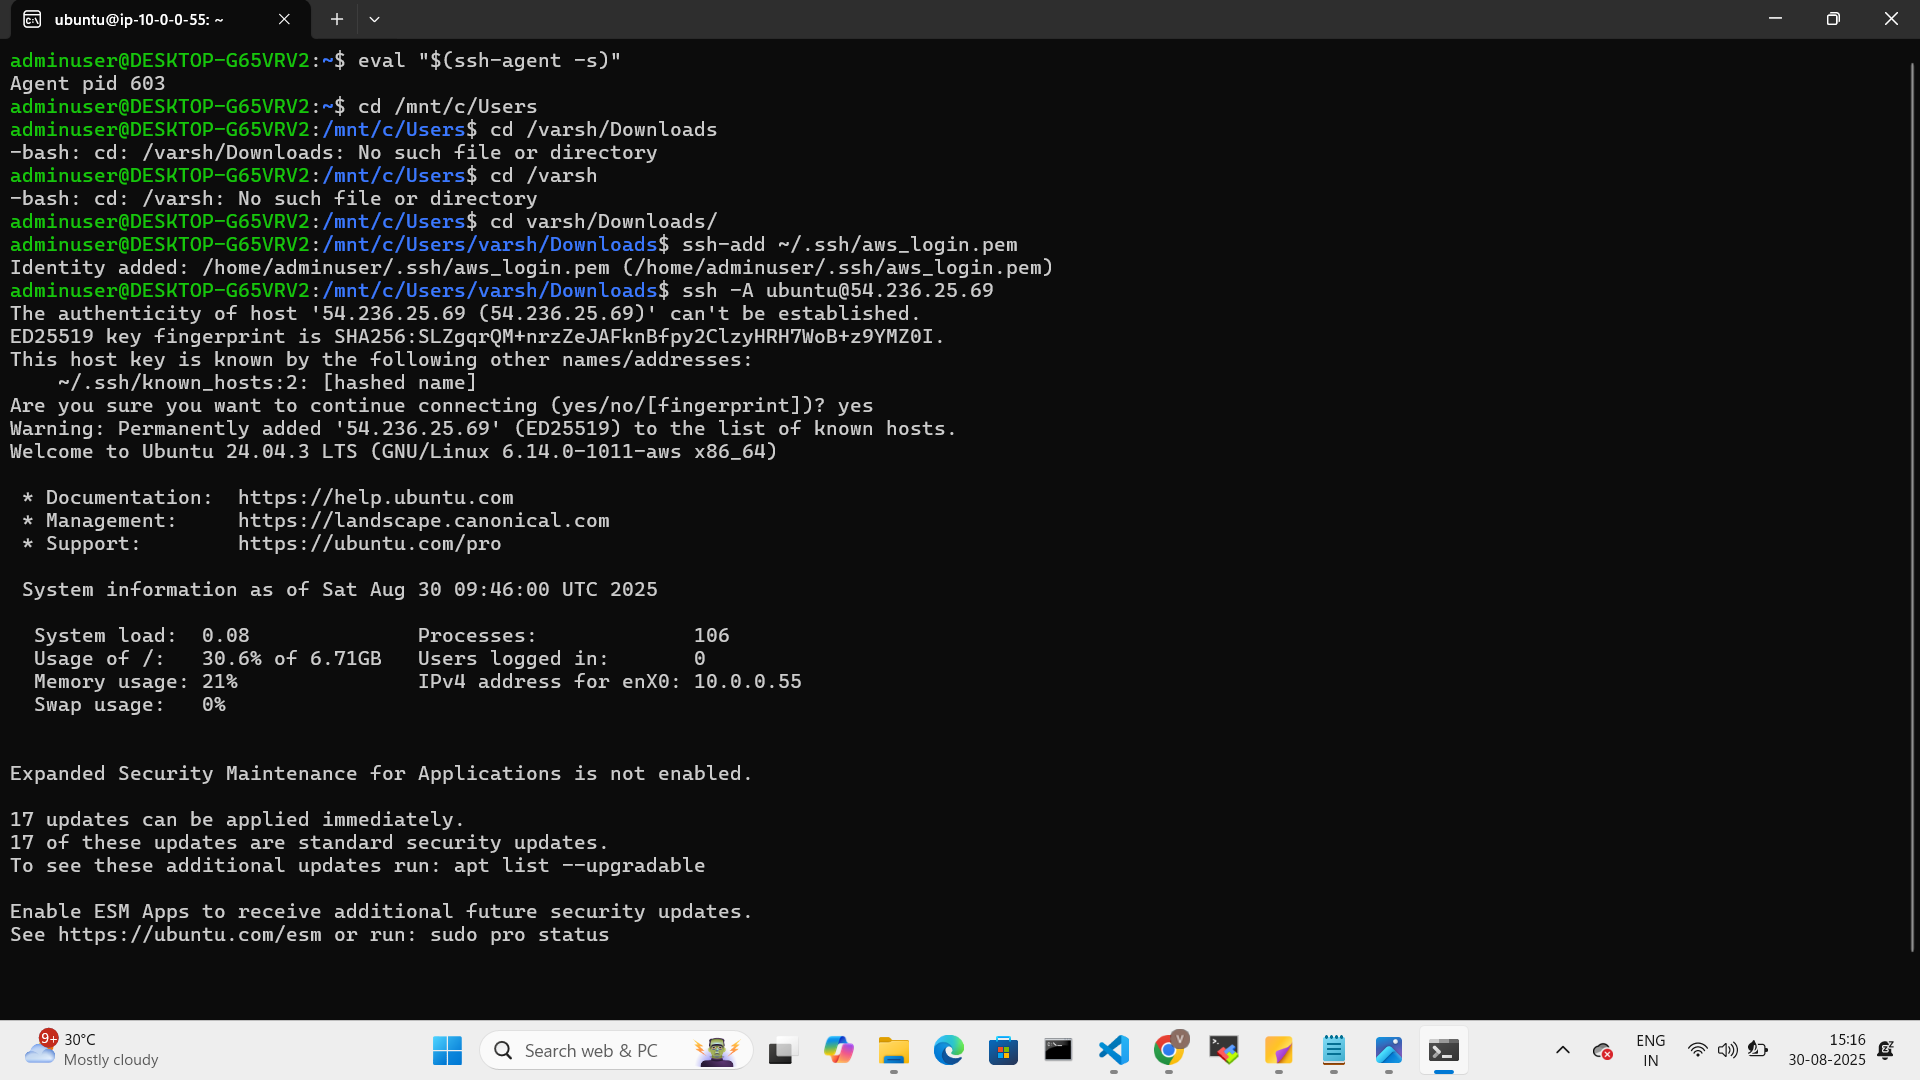 ubuntu@ip-10-0-0-55: ~
adminuser@DESKTOP-G65VRV2:~$ eval "$(ssh-agent -s)"
Agent pid 603
adminuser@DESKTOP-G65VRV2:~$ cd /mnt/c/Users
adminuser@DESKTOP-G65VRV2:/mnt/c/Users$ cd /varsh/Downloads
-bash: cd: /varsh/Downloads: No such file or directory
adminuser@DESKTOP-G65VRV2:/mnt/c/Users$ cd /varsh
-bash: cd: /varsh: No such file or directory
adminuser@DESKTOP-G65VRV2:/mnt/c/Users$ cd varsh/Downloads/
adminuser@DESKTOP-G65VRV2:/mnt/c/Users/varsh/Downloads$ ssh-add ~/.ssh/aws_login.pem
Identity added: /home/adminuser/.ssh/aws_login.pem (/home/adminuser/.ssh/aws_login.pem)
adminuser@DESKTOP-G65VRV2:/mnt/c/Users/varsh/Downloads$ ssh -A ubuntu@54.236.25.69
The authenticity of host '54.236.25.69 (54.236.25.69)' can't be established.
ED25519 key fingerprint is SHA256:SLZgqrQM+nrzZeJAFknBfpy2ClzyHRH7WoB+z9YMZ0I.
This host key is known by the following other names/addresses:
    ~/.ssh/known_hosts:2: [hashed name]
Are you sure you want to continue connecting (yes/no/[fingerprint])? yes
Warning: Permanently added '54.236.25.69' (ED25519) to the list of known hosts.
Welcome to Ubuntu 24.04.3 LTS (GNU/Linux 6.14.0-1011-aws x86_64)
 * Documentation:  https://help.ubuntu.com
 * Management:     https://landscape.canonical.com
 * Support:        https://ubuntu.com/pro
 System information as of Sat Aug 30 09:46:00 UTC 2025
  System load:  0.08              Processes:             106
  Usage of /:   30.6% of 6.71GB   Users logged in:       0
  Memory usage: 21%               IPv4 address for enX0: 10.0.0.55
  Swap usage:   0%
Expanded Security Maintenance for Applications is not enabled.
17 updates can be applied immediately.
17 of these updates are standard security updates.
To see these additional updates run: apt list --upgradable
Enable ESM Apps to receive additional future security updates.
See https://ubuntu.com/esm or run: sudo pro status
9+ 30°C
Mostly cloudy
Search web & PC
V
ENG
IN
15:16
30-08-2025